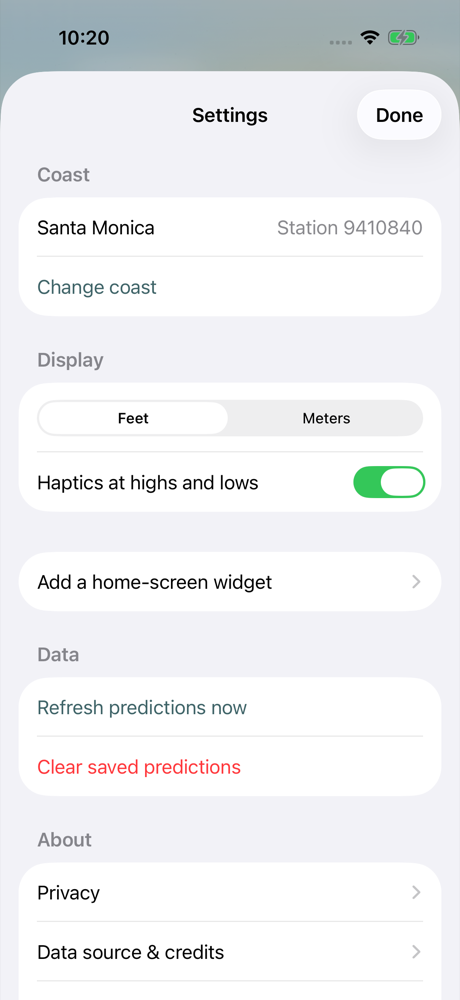 10:20
Settings
Done
Coast
Santa Monica
Station 9410840
Change coast
Display
Feet
Meters
Haptics at highs and lows
Add a home-screen widget
Data
Refresh predictions now
Clear saved predictions
About
Privacy
Data source & credits